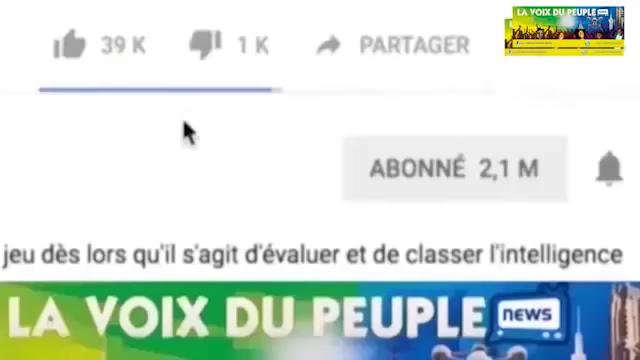 LA VOIX DU PEUPLE NEWS
39 K 1 K PARTAGER
ABONNÉ 2,1 M
jeu dès lors qu'il s'agit d'évaluer et de classer l'intelligence
LA VOIX DU PEUPLE NEWS